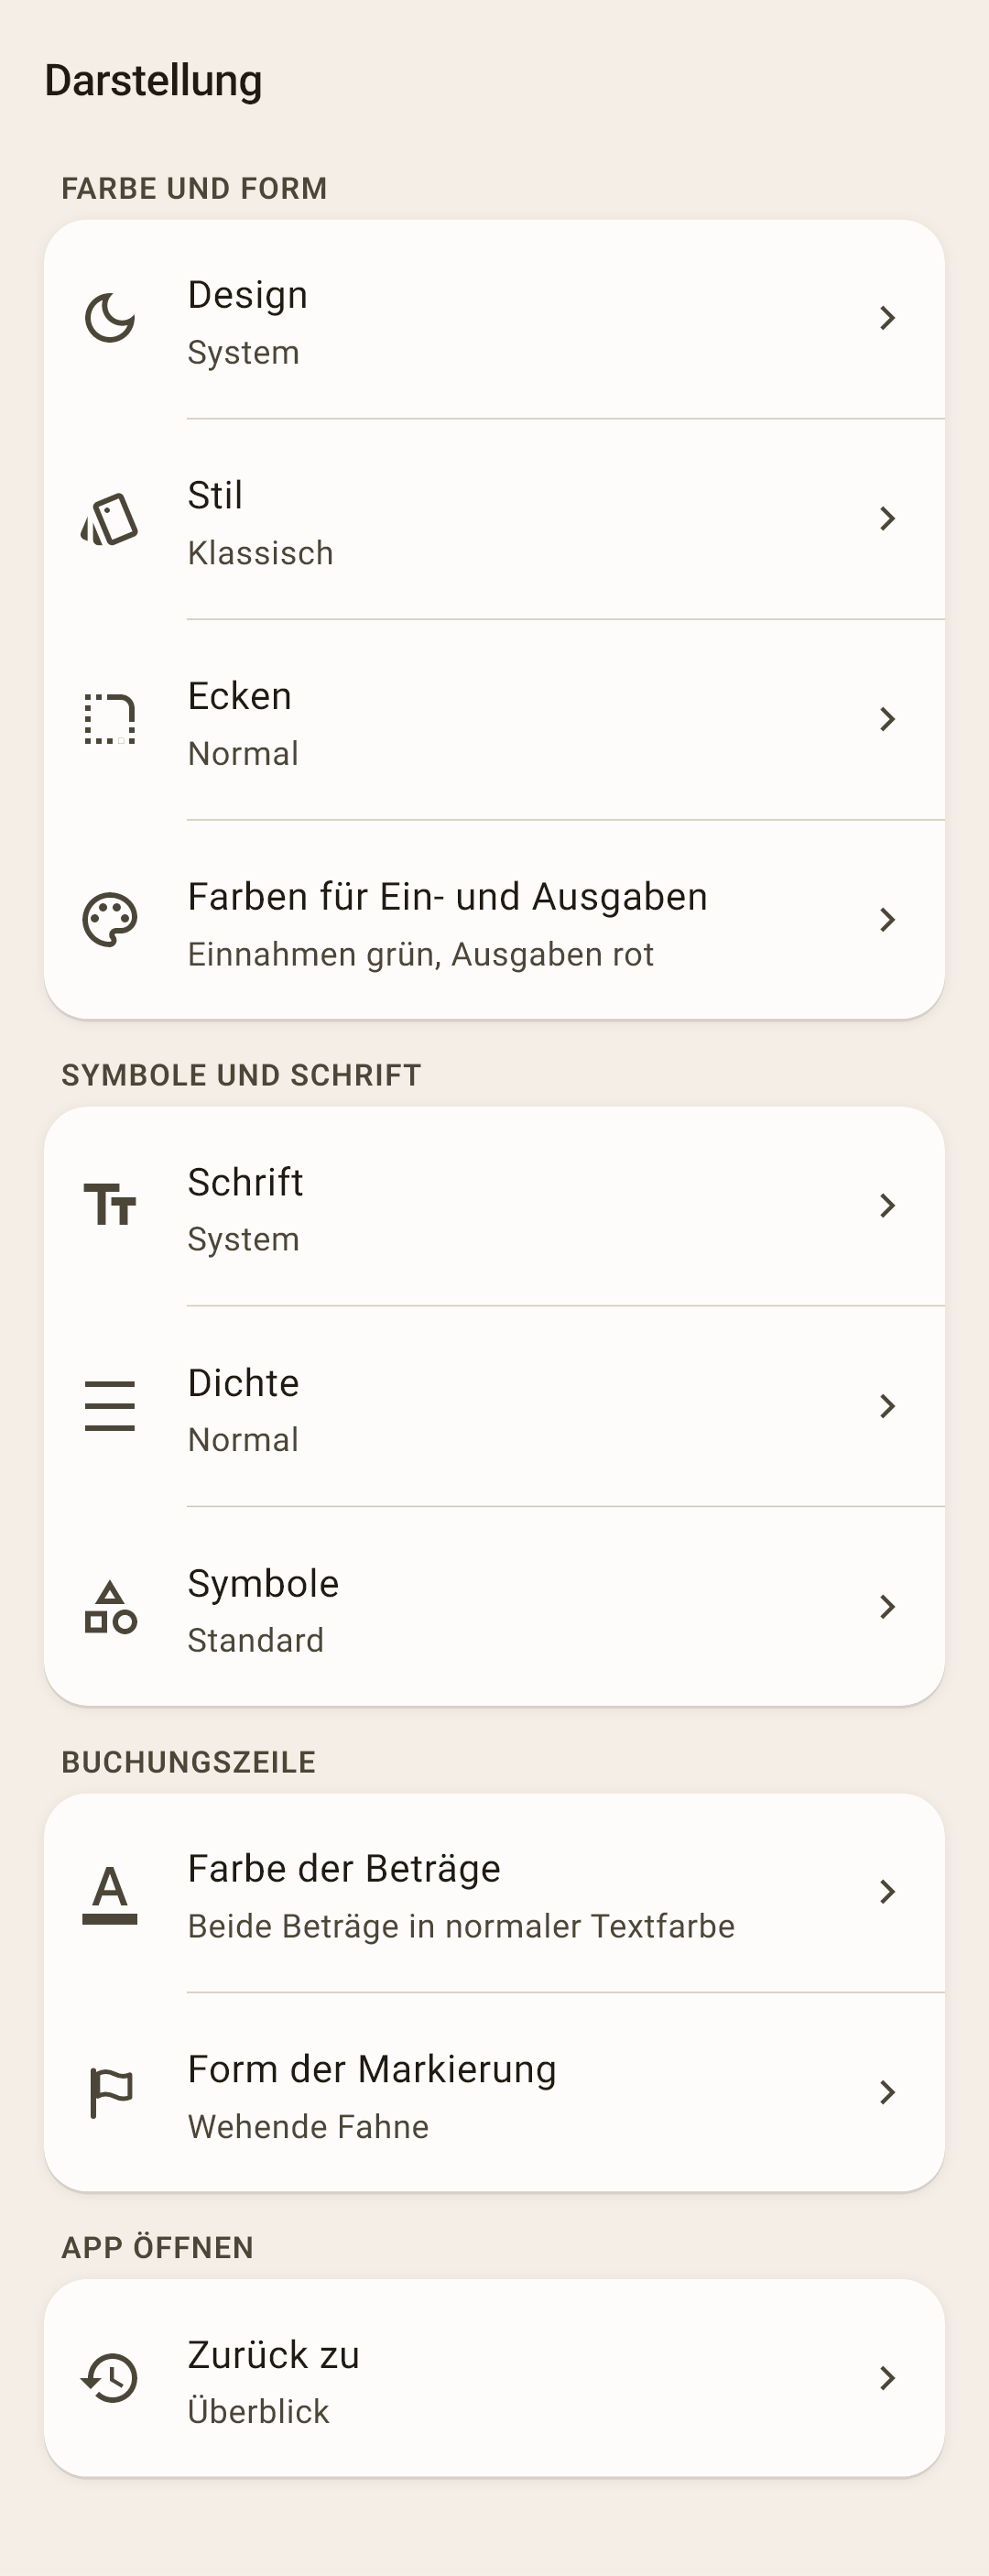 Darstellung
FARBE UND FORM
Design
System
Stil
Klassisch
Ecken
Normal
Farben für Ein- und Ausgaben
Einnahmen grün, Ausgaben rot
SYMBOLE UND SCHRIFT
Schrift
System
Dichte
Normal
Symbole
Standard
BUCHUNGSZEILE
Farbe der Beträge
Beide Beträge in normaler Textfarbe
Form der Markierung
Wehende Fahne
APP ÖFFNEN
Zurück zu
Überblick